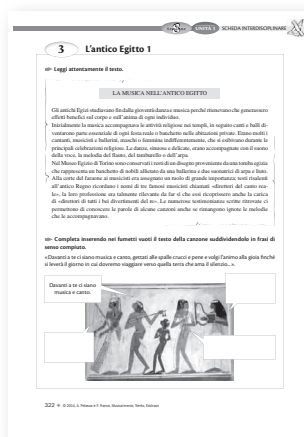 UNITÀ 1 SCHEDA INTERDISCIPLINARE
3 L'antico Egitto 1
Leggi attentamente il testo.
LA MUSICA NELL'ANTICO EGITTO
Gli antichi Egizi studiavano fin dalla gioventù danza e musica perché ritenevano che generassero
effetti benefici sul corpo e sull'anima di ogni individuo.
Inizialmente la musica accompagnava le attività religiose nei templi, in seguito canti e balli di-
ventarono parte essenziale di ogni festa reale o banchetto nelle abitazioni private. Erano molti i
cantanti, musicisti e ballerini, maschi o femmine indifferentemente, che si esibivano durante le
principali celebrazioni religiose. Le danze, sinuose e delicate, erano accompagnate con il suono
della voce, la melodia del flauto, del tamburello o dell'arpa.
Nel Museo Egizio di Torino sono conservati i resti di un disegno proveniente da una tomba egizia
che rappresenta un banchetto di nobili allietato da una ballerina e due suonatrici di arpa e liuto.
Alla corte del faraone ai musicisti era assegnato un molto di grande importanza; testi risalenti
all'antico Regno ricordano i nomi di tre famosi musicisti chiamati «direttori del canto rea-
le», la loro professione era talmente rilevante da far sì che essi ricoprissero anche la carica
di «direttori di tutti i bei divertimenti del re». Le numerose testimonianze scritte ritrovate ci
permettono di conoscere le parole di alcune canzoni anche se rimangono ignote le melodie
che le accompagnavano.
Completa inserendo nei fumetti vuoti il testo della canzone suddividendolo in frasi di
senso compiuto.
«Davanti a te ci siano musica e canto, gettati alle spalle crucci e pene e volgi l'animo alla gioia finché
si leverà il giorno in cui dovremo viaggiare verso quella terra che ama il silenzio…».
Davanti a te ci siano
musica e canto.
322 © 2014, S. Pintarsso e F. Franco, Trento, Erickson